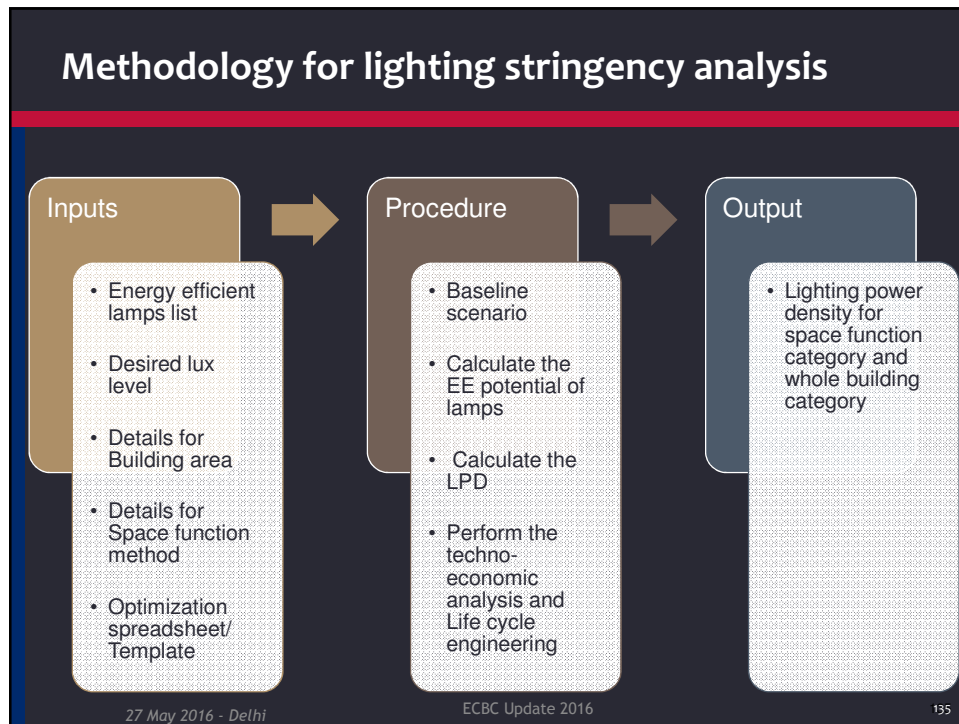 Methodology for lighting stringency analysis
Inputs
• Energy efficient
lamps list
• Desired lux
level
• Details for
Building area
• Details for
Space function
method
• Optimization
spreadsheet/
Template
Procedure
• Baseline
scenario
• Calculate the
EE potential of
lamps
• Calculate the
LPD
• Perform the
techno-
economic
analysis and
Life cycle
engineering
Output
• Lighting power
density for
space function
category and
whole building
category
27 May 2016 - Delhi
ECBC Update 2016
135